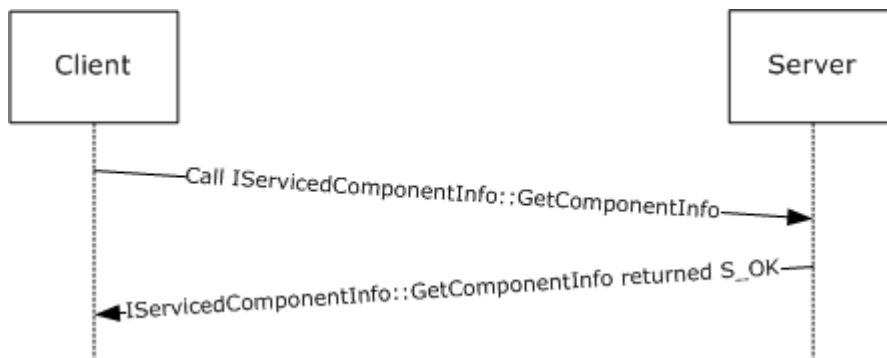 Client
Server
Call IServicedComponentInfo::GetComponentInfo
IServicedComponentInfo::GetComponentInfo returned S_OK